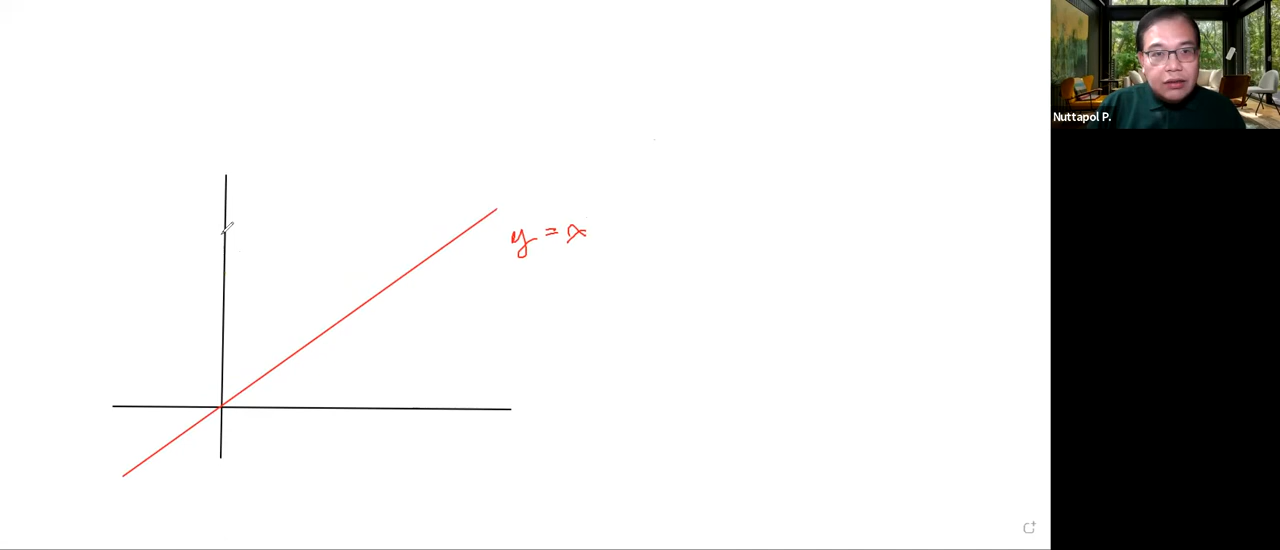 y = x
Nuttapol P.